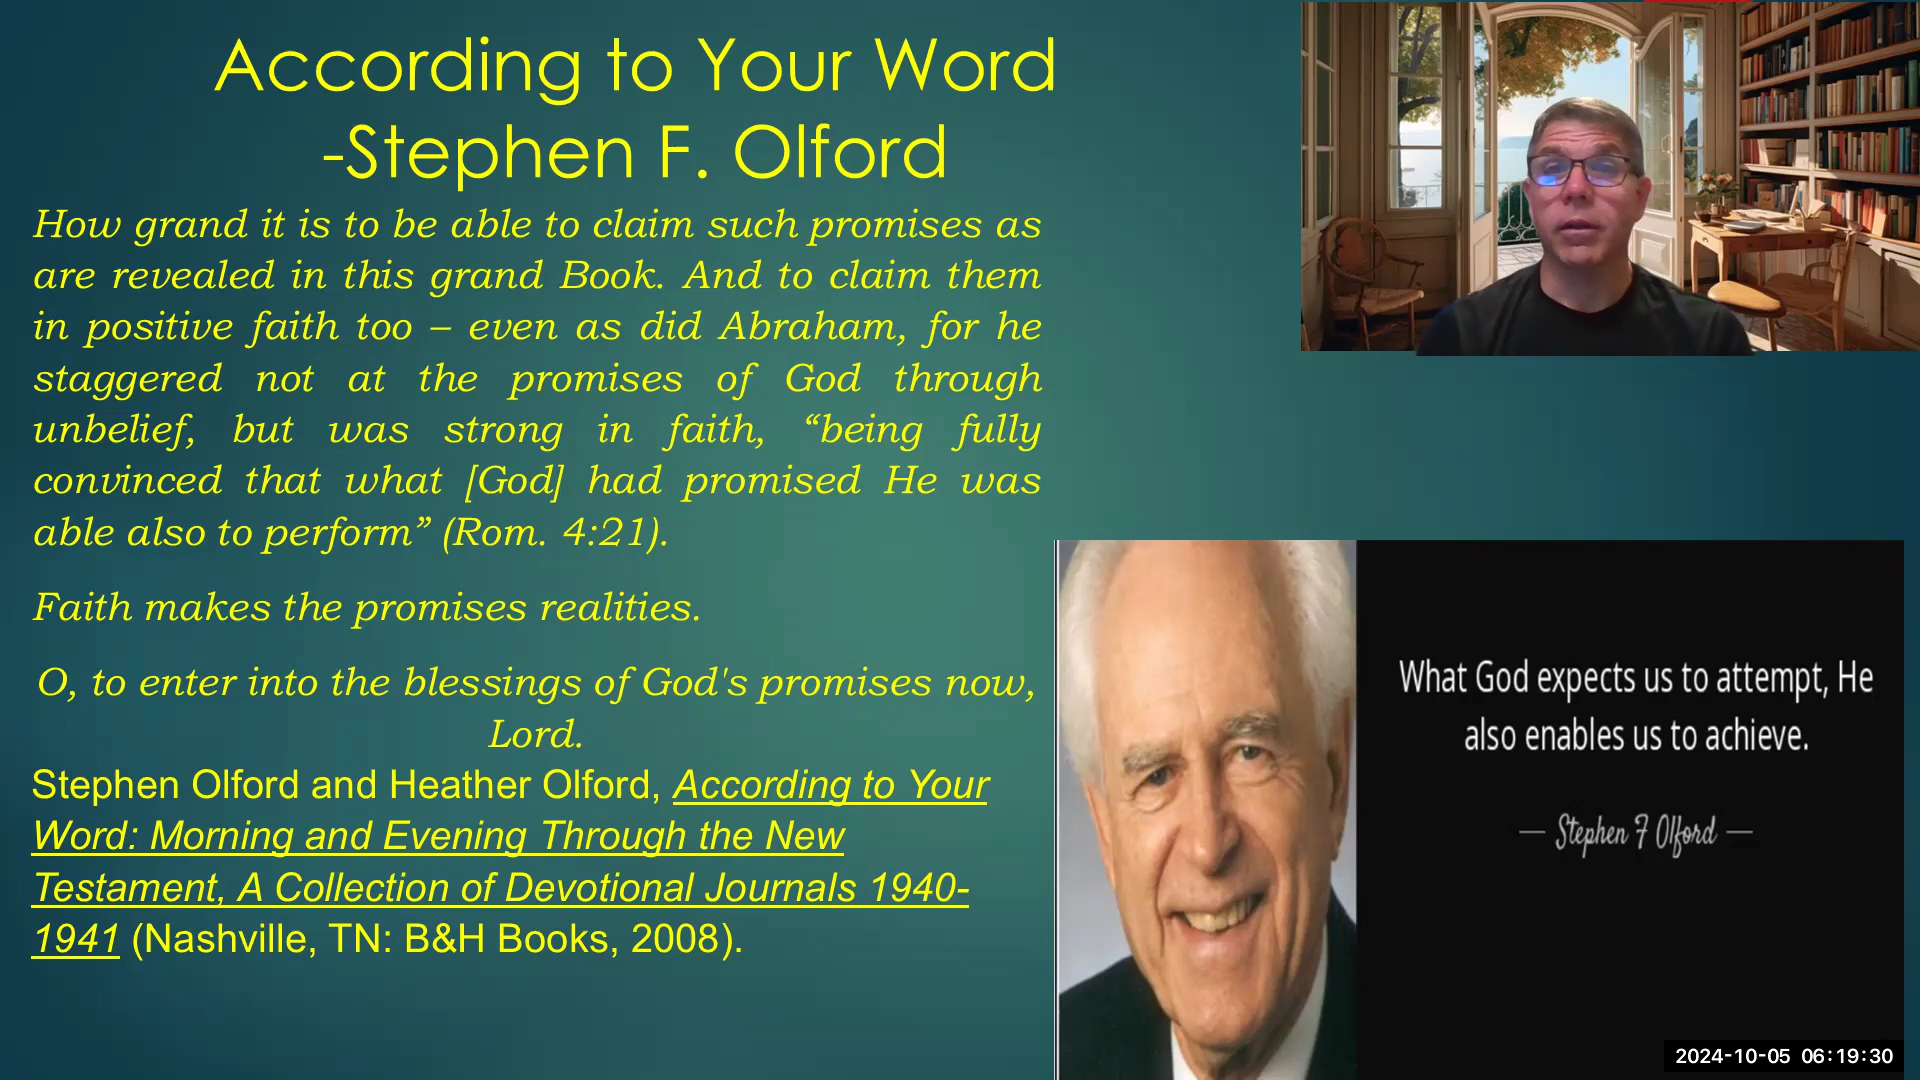 According to Your Word
-Stephen F. Olford
How grand it is to be able to claim such promises as
are revealed in this grand Book. And to claim them
in positive faith too – even as did Abraham, for he
staggered not at the promises of God through
unbelief, but was strong in faith, “being fully
convinced that what [God] had promised He was
able also to perform” (Rom. 4:21).
Faith makes the promises realities.
O, to enter into the blessings of God's promises now,
Lord.
Stephen Olford and Heather Olford, According to Your
Word: Morning and Evening Through the New
Testament, A Collection of Devotional Journals 1940-
1941 (Nashville, TN: B&H Books, 2008).
What God expects us to attempt, He
also enables us to achieve.
— Stephen F Olford —
2024-10-05 06:19:30